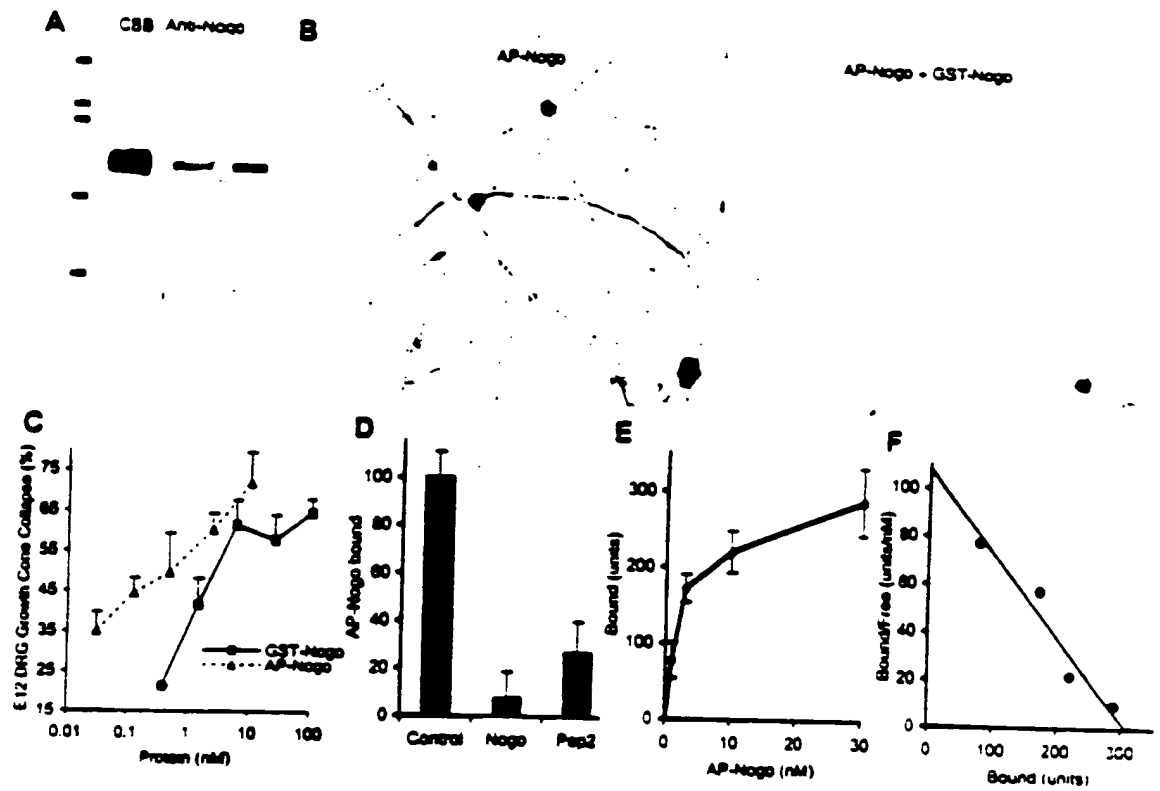 A
CBB Anti-Nogo
B
AP-Nogo
AP-Nogo + GST-Nogo
C
E12 DRG Growth Cone Collapse (%)
75
65
55
45
35
25
15
0.01 0.1 1 10 100
Protein (nM)
GST-Nogo
AP-Nogo
D
AP-Nogo bound
100
80
60
40
20
0
Control Nogo Pep2
E
Bound (units)
300
200
100
0
0 10 20 30
AP-Nogo (nM)
F
Bound/Free (units/nM)
100
80
60
40
20
0
0 100 200 300
Bound (units)